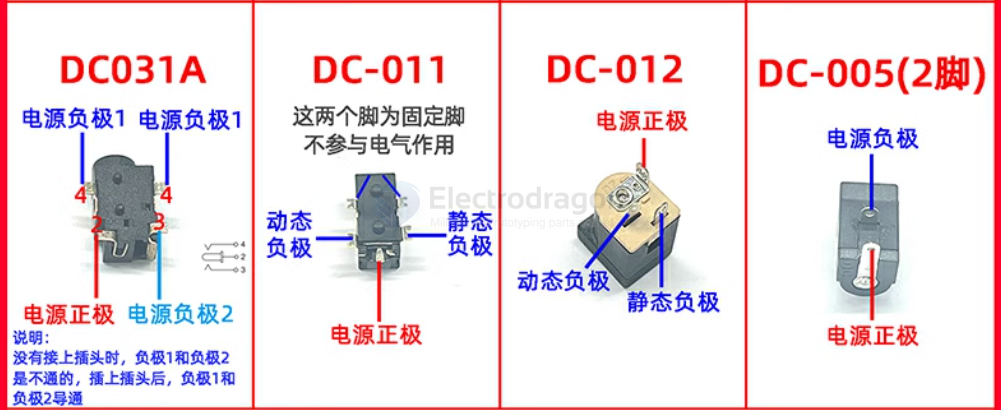 DC031A
电源负极1
电源负极1
4
4
2
3
4
2
3
电源正极
电源负极2
说明：
没有接上插头时，负极1和负极2
是不通的，插上插头后，负极1和
负极2导通
DC-011
这两个脚为固定脚
不参与电气作用
动态
负极
静态
负极
电源正极
DC-012
电源正极
动态负极
静态负极
DC-005(2脚)
电源负极
电源正极
Electrodragon